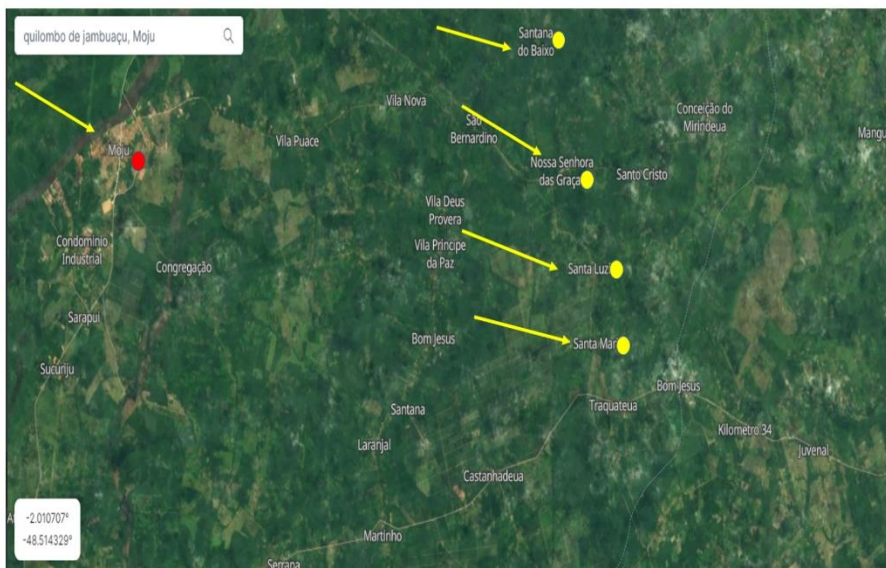 quilombo de jambuaçu, Moju
Santana
do Baixo
Vila Nova
São
Bernardino
Conceição do
Mirindeua
Moju
Vila Puace
Nossa Senhora
das Graça
Santo Cristo
Vila Deus
Provera
Vila Principe
da Paz
Condominio
Industrial
Congregação
Santa Luzi
Sarapui
Bom Jesus
Santa Mar
Sucuriju
Bom Jesus
Santana
Traquateua
Laranjal
Kilometro 34
Juvenal
Castanhadeua
-2.010707°
-48.514329°
Martinho
Serrana